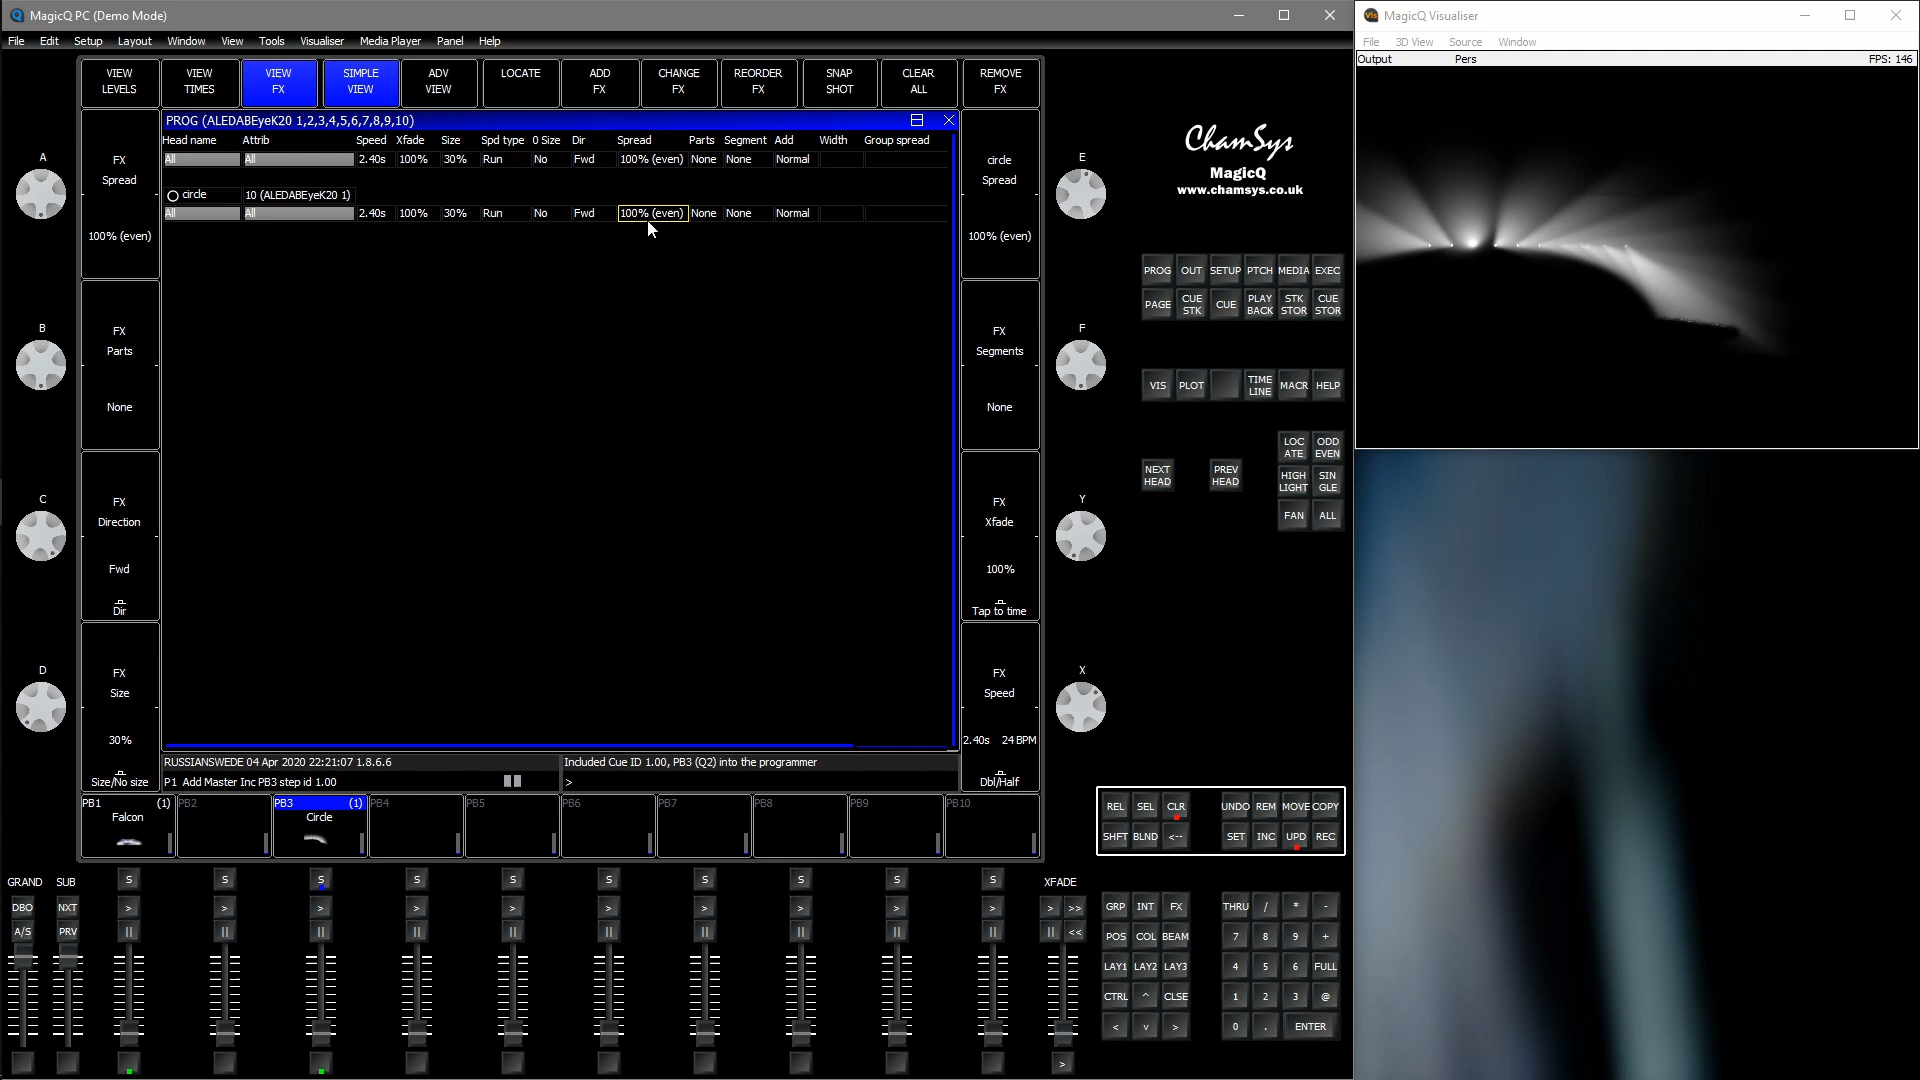 MagicQ PC (Demo Mode)
File Edit Setup Layout Window View Tools Visualiser Media Player Panel Help
VIEW LEVELS
VIEW TIMES
VIEW FX
SIMPLE VIEW
ADV VIEW
LOCATE
ADD FX
CHANGE FX
REORDER FX
SNAP SHOT
CLEAR ALL
REMOVE FX
PROG (ALEDABEyeK20 1,2,3,4,5,6,7,8,9,10)
Head name Attrib Speed Xfade Size Spd type 0 Size Dir Spread Parts Segment Add Width Group spread
All All 2.40s 100% 30% Run No Fwd 100% (even) None None Normal
circle 10 (ALEDABEyeK20 1)
All All 2.40s 100% 30% Run No Fwd 100% (even) None None Normal
A
FX
Spread
100% (even)
B
FX
Parts
None
C
FX
Direction
Fwd
Dir
D
FX
Size
30%
Size/No size
E
circle
Spread
100% (even)
F
FX
Segments
None
Y
FX
Xfade
100%
Tap to time
X
FX
Speed
2.40s 24 BPM
Dbl/Half
RUSSIANSWEDE 04 Apr 2020 22:21:07 1.8.6.6
Included Cue ID 1.00, PB3 (Q2) into the programmer
P1 Add Master Inc PB3 step id 1.00
>
PB1 (1) PB2 PB3 (1) PB4 PB5 PB6 PB7 PB8 PB9 PB10
Falcon Circle
GRAND SUB S S S S S S S S S S XFADE
DBO NXT > > > > > > > > > > > >>
A/S PRV || || || || || || || || || || || <<
>
ChamSys
MagicQ
www.chamsys.co.uk
PROG OUT SETUP PTCH MEDIA EXEC
PAGE CUE STK CUE PLAY BACK STK STOR CUE STOR
VIS PLOT TIME LINE MACR HELP
LOC ATE ODD EVEN
NEXT HEAD PREV HEAD HIGH LIGHT SIN GLE
FAN ALL
REL SEL CLR UNDO REM MOVE COPY
SHFT BLND <-- SET INC UPD REC
GRP INT FX THRU / * -
POS COL BEAM 7 8 9 +
LAY1 LAY2 LAY3 4 5 6 FULL
CTRL ^ CLSE 1 2 3 @
< v > 0 . ENTER
Vis MagicQ Visualiser
File 3D View Source Window
Output Pers FPS: 146